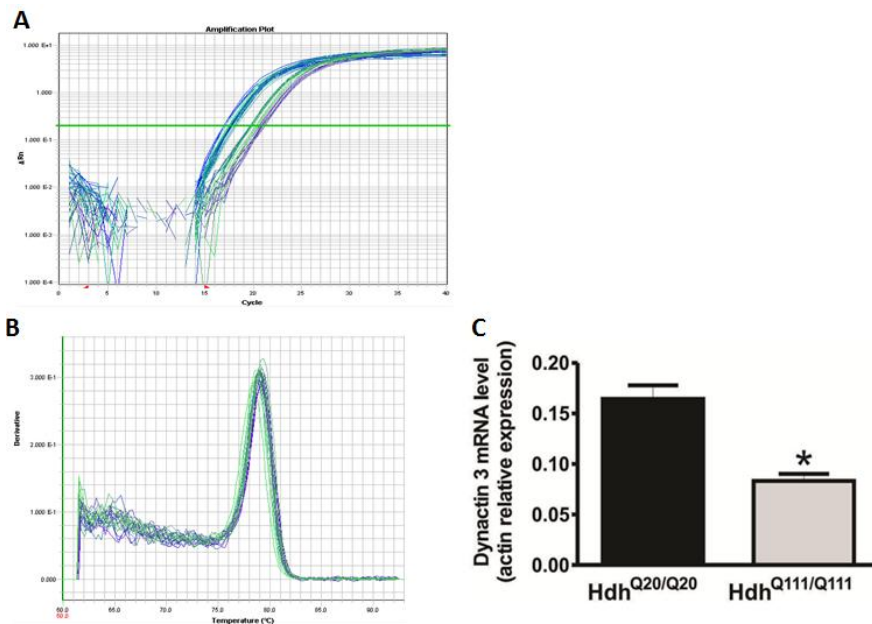 A
Amplification Plot
1.000 E+1
1.000
1.000 E-1
1.000 E-2
1.000 E-3
1.000 E-4
ΔRn
0 5 10 15 20 25 30 35 40
Cycle
B
3.000 E-1
2.000 E-1
1.000 E-1
0.000
Derivative
60.0 65.0 70.0 75.0 80.0 85.0 90.0
Temperature (°C)
C
Dynactin 3 mRNA level
(actin relative expression)
0.20
0.15
0.10
0.05
0.00
*
Hdh^Q20/Q20 Hdh^Q111/Q111